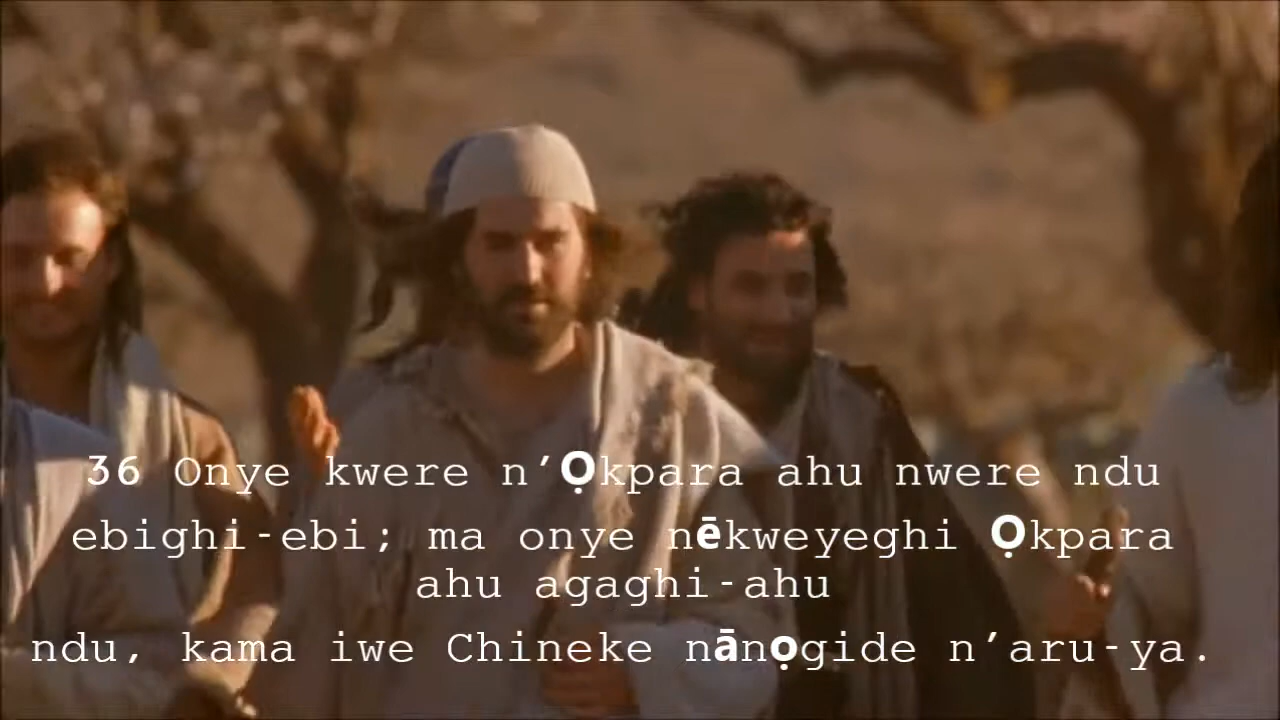 36 Onye kwere n’Ọkpara ahu nwere ndu
ebighi-ebi; ma onye nēkweyeghi Ọkpara
ahu agaghi-ahu
ndu, kama iwe Chineke nānọgide n’aru-ya.